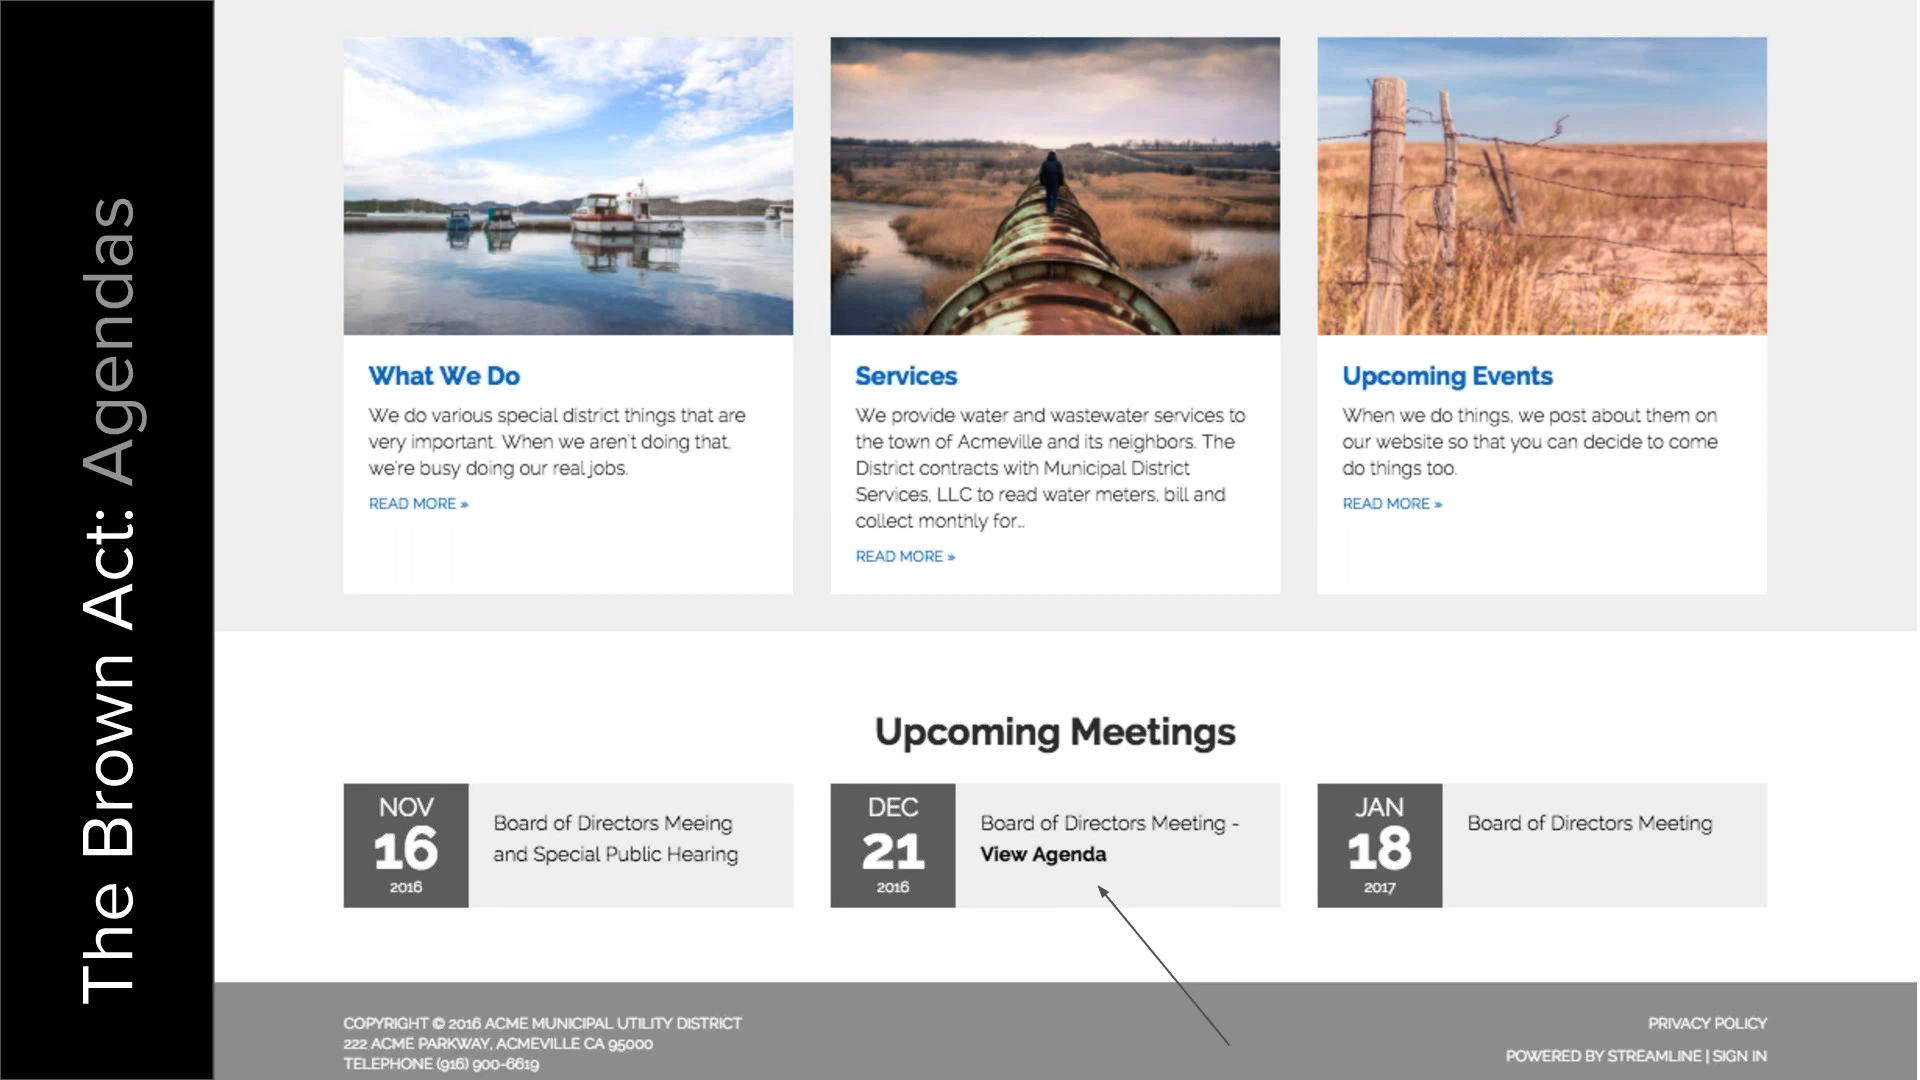 The Brown Act: Agendas
What We Do
We do various special district things that are
very important. When we aren't doing that,
we're busy doing our real jobs.
READ MORE »
Services
We provide water and wastewater services to
the town of Acmeville and its neighbors. The
District contracts with Municipal District
Services, LLC to read water meters, bill and
collect monthly for...
READ MORE »
Upcoming Events
When we do things, we post about them on
our website so that you can decide to come
do things too.
READ MORE »
Upcoming Meetings
NOV
16
2016
Board of Directors Meeing
and Special Public Hearing
DEC
21
2016
Board of Directors Meeting -
View Agenda
JAN
18
2017
Board of Directors Meeting
COPYRIGHT © 2016 ACME MUNICIPAL UTILITY DISTRICT
222 ACME PARKWAY, ACMEVILLE CA 95000
TELEPHONE (916) 900-6619
PRIVACY POLICY
POWERED BY STREAMLINE | SIGN IN